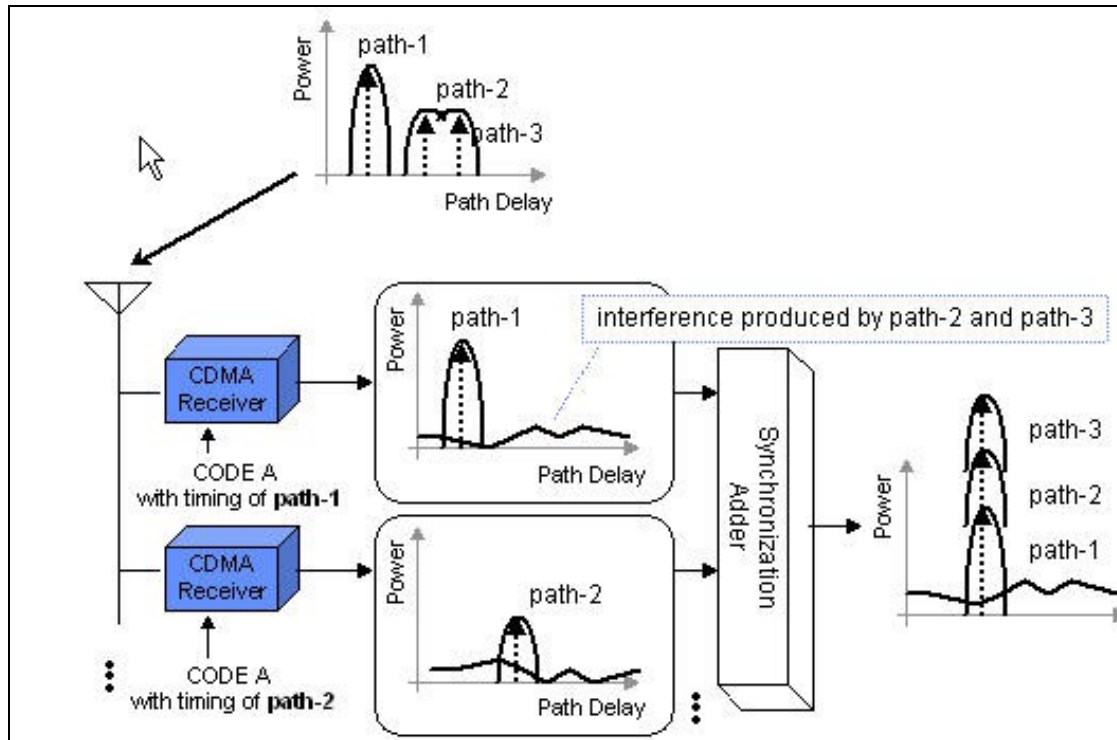 path-1
Power
path-2
path-3
Path Delay
path-1
Power
interference produced by path-2 and path-3
CDMA
Receiver
Path Delay
CODE A
with timing of path-1
Synchronization
Adder
path-3
path-2
path-1
Power
CDMA
Receiver
Power
path-2
Path Delay
CODE A
with timing of path-2